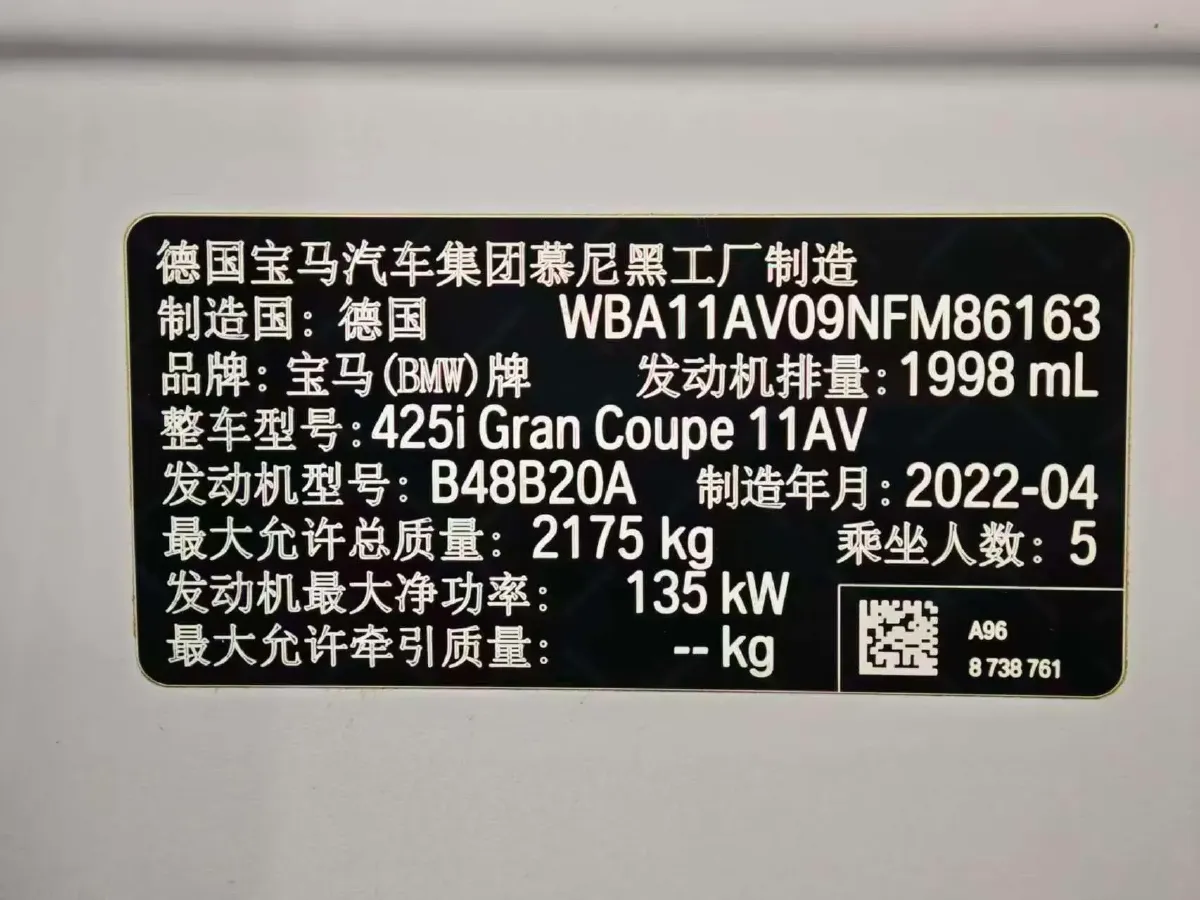 德国宝马汽车集团慕尼黑工厂制造
制造国：德国 WBA11AV09NFM86163
品牌：宝马(BMW)牌 发动机排量：1998 mL
整车型号：425i Gran Coupe 11AV
发动机型号：B48B20A 制造年月：2022-04
最大允许总质量：2175 kg 乘坐人数：5
发动机最大净功率：135 kW
最大允许牵引质量：-- kg
A96
8 738 761